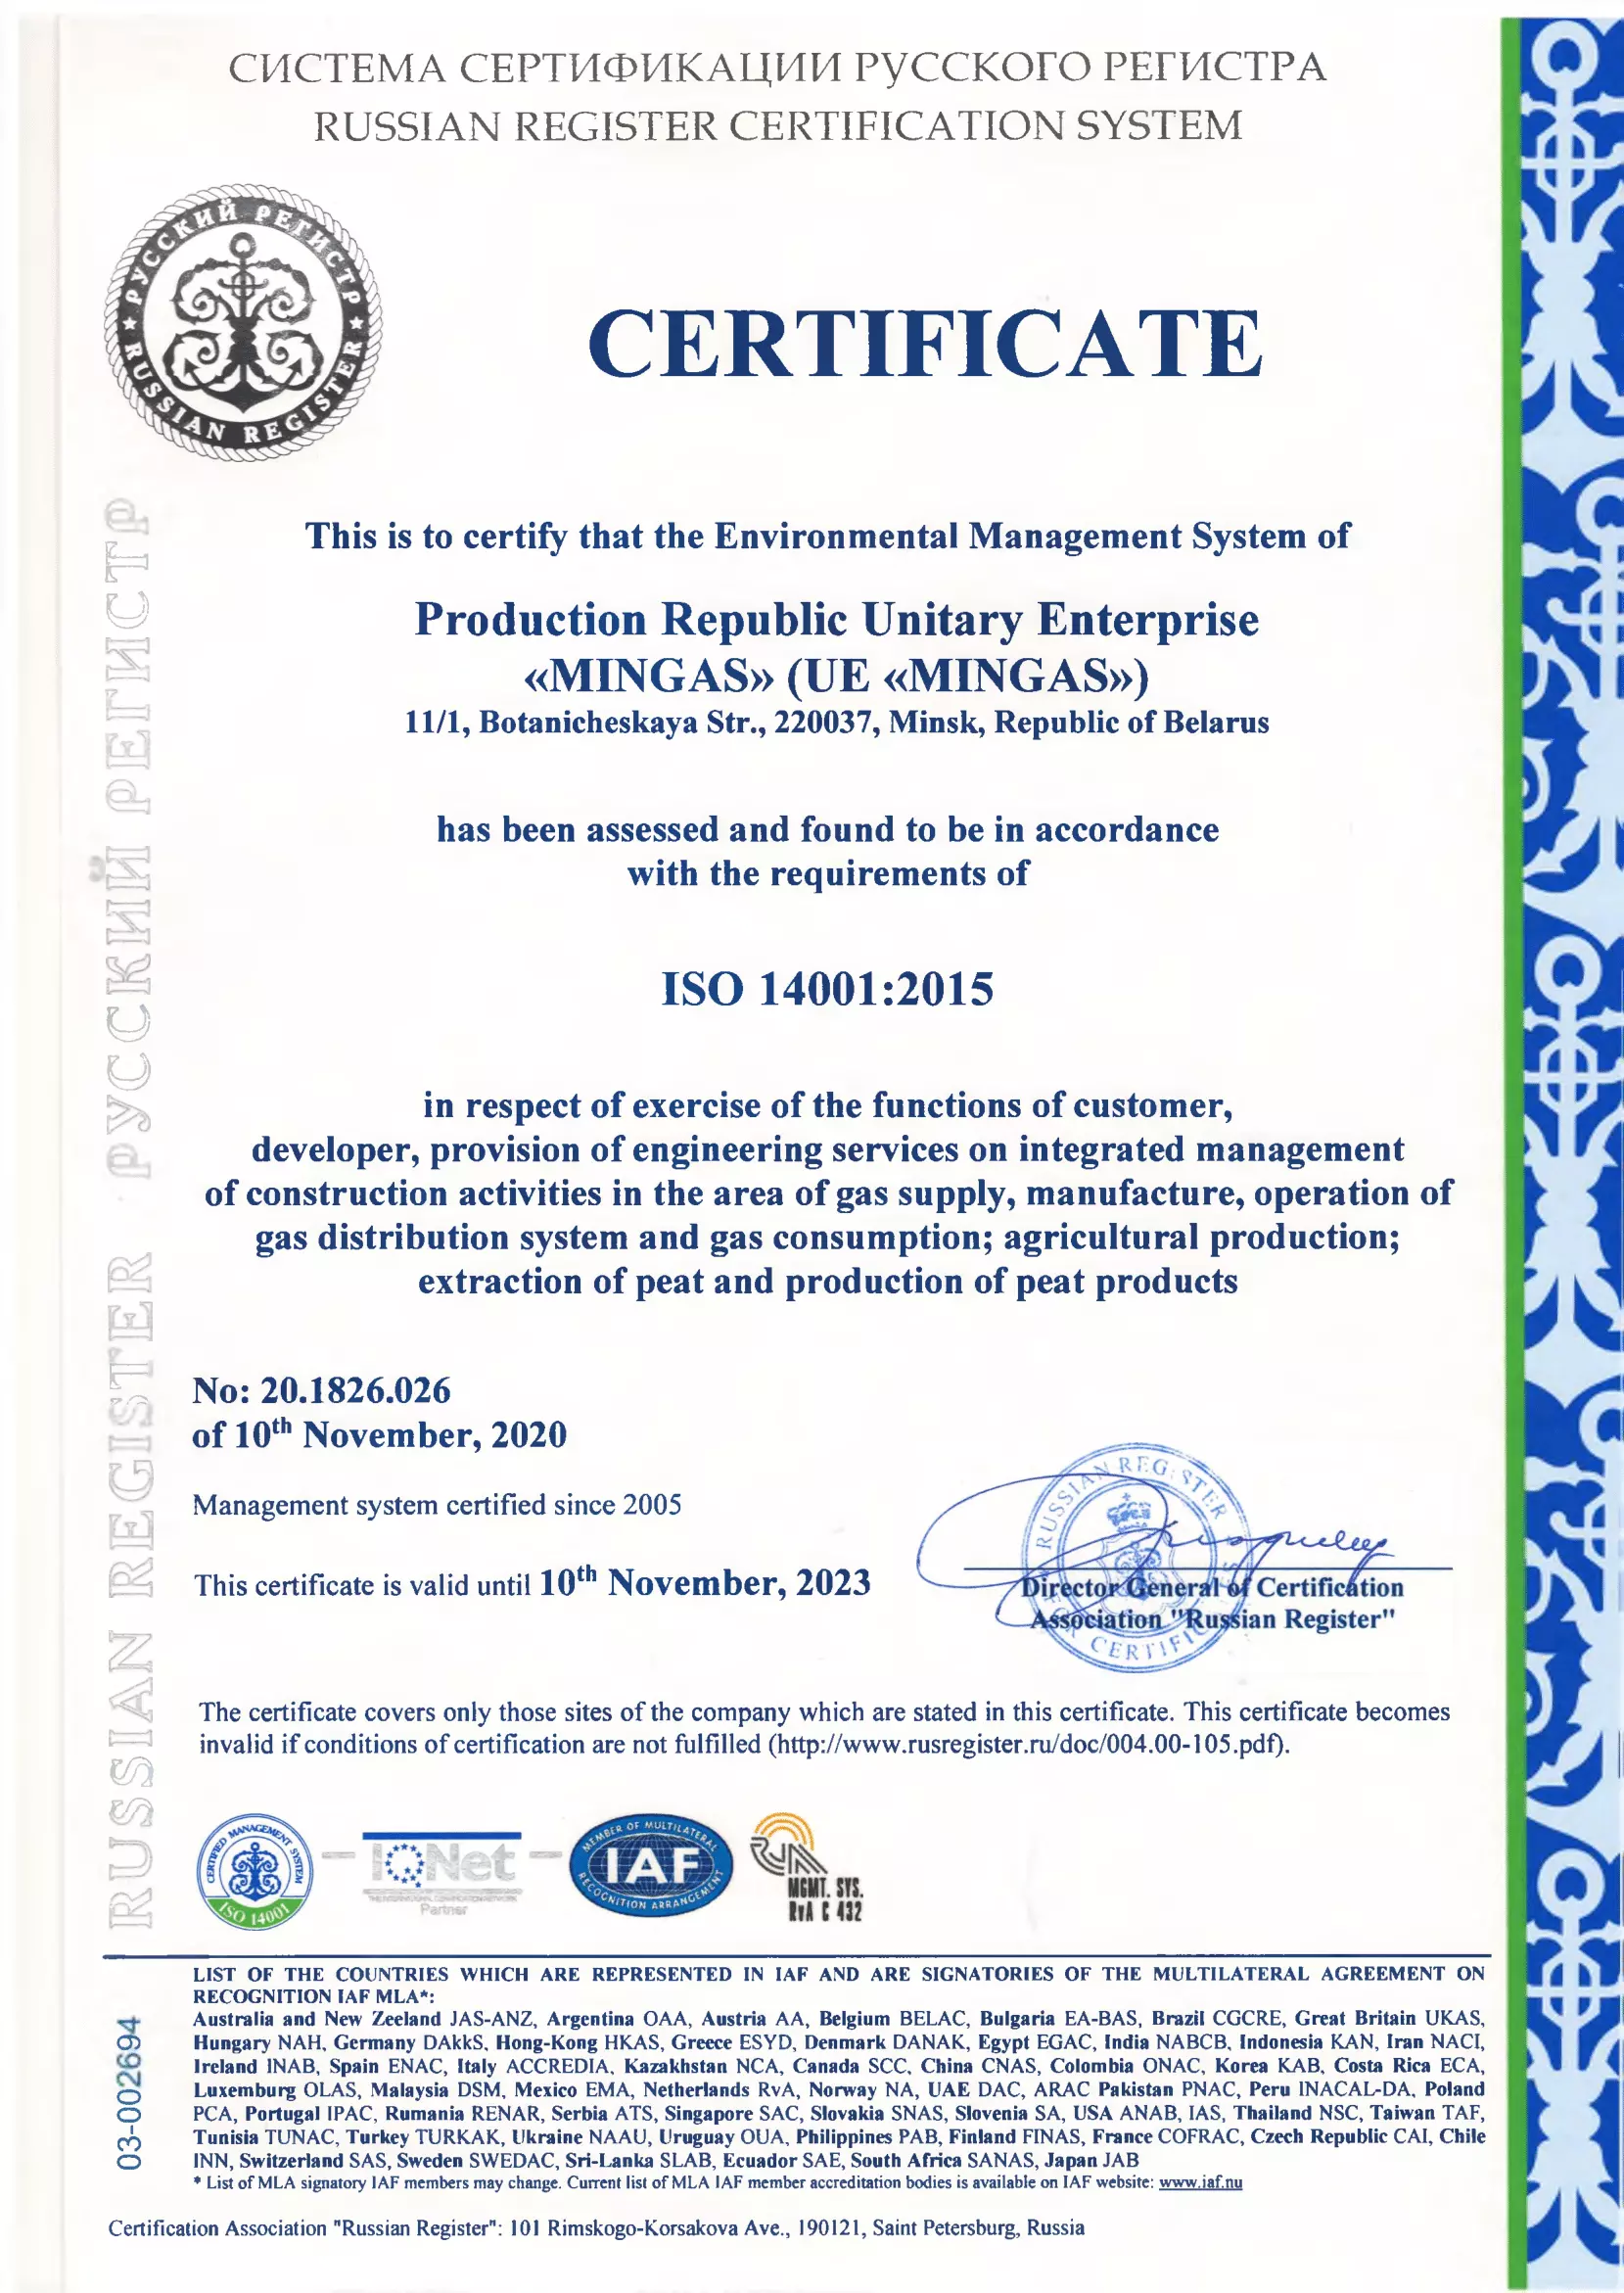 СИСТЕМА СЕРТИФИКАЦИИ РУССКОГО РЕГИСТРА
RUSSIAN REGISTER CERTIFICATION SYSTEM
РУССКИЙ РЕГИСТР
RUSSIAN REGISTER
CERTIFICATE
This is to certify that the Environmental Management System of
Production Republic Unitary Enterprise
«MINGAS» (UE «MINGAS»)
11/1, Botanicheskaya Str., 220037, Minsk, Republic of Belarus
has been assessed and found to be in accordance
with the requirements of
ISO 14001:2015
in respect of exercise of the functions of customer,
developer, provision of engineering services on integrated management
of construction activities in the area of gas supply, manufacture, operation of
gas distribution system and gas consumption; agricultural production;
extraction of peat and production of peat products
No: 20.1826.026
of 10th November, 2020
Management system certified since 2005
This certificate is valid until 10th November, 2023
RUSSIAN REGISTER
FOR CERTIFIC
Director General of Certification
Association "Russian Register"
The certificate covers only those sites of the company which are stated in this certificate. This certificate becomes
invalid if conditions of certification are not fulfilled (http://www.rusregister.ru/doc/004.00-105.pdf).
CERTIFIED MANAGEMENT SYSTEM
ISO 14001
IQNet
Partner
MEMBER OF MULTILATERAL
IAF
RECOGNITION ARRANGEMENT
MGMT. SYS.
RvA C 432
RUSSIAN REGISTER РУССКИЙ РЕГИСТР
LIST OF THE COUNTRIES WHICH ARE REPRESENTED IN IAF AND ARE SIGNATORIES OF THE MULTILATERAL AGREEMENT ON
RECOGNITION IAF MLA*:
Australia and New Zeeland JAS-ANZ, Argentina OAA, Austria AA, Belgium BELAC, Bulgaria EA-BAS, Brazil CGCRE, Great Britain UKAS,
Hungary NAH, Germany DAkkS, Hong-Kong HKAS, Greece ESYD, Denmark DANAK, Egypt EGAC, India NABCB, Indonesia KAN, Iran NACI,
Ireland INAB, Spain ENAC, Italy ACCREDIA, Kazakhstan NCA, Canada SCC, China CNAS, Colombia ONAC, Korea KAB, Costa Rica ECA,
Luxemburg OLAS, Malaysia DSM, Mexico EMA, Netherlands RvA, Norway NA, UAE DAC, ARAC Pakistan PNAC, Peru INACAL-DA, Poland
PCA, Portugal IPAC, Rumania RENAR, Serbia ATS, Singapore SAC, Slovakia SNAS, Slovenia SA, USA ANAB, IAS, Thailand NSC, Taiwan TAF,
Tunisia TUNAC, Turkey TURKAK, Ukraine NAAU, Uruguay OUA, Philippines PAB, Finland FINAS, France COFRAC, Czech Republic CAI, Chile
INN, Switzerland SAS, Sweden SWEDAC, Sri-Lanka SLAB, Ecuador SAE, South Africa SANAS, Japan JAB
* List of MLA signatory IAF members may change. Current list of MLA IAF member accreditation bodies is available on IAF website: www.iaf.nu
03-002694
Certification Association "Russian Register": 101 Rimskogo-Korsakova Ave., 190121, Saint Petersburg, Russia